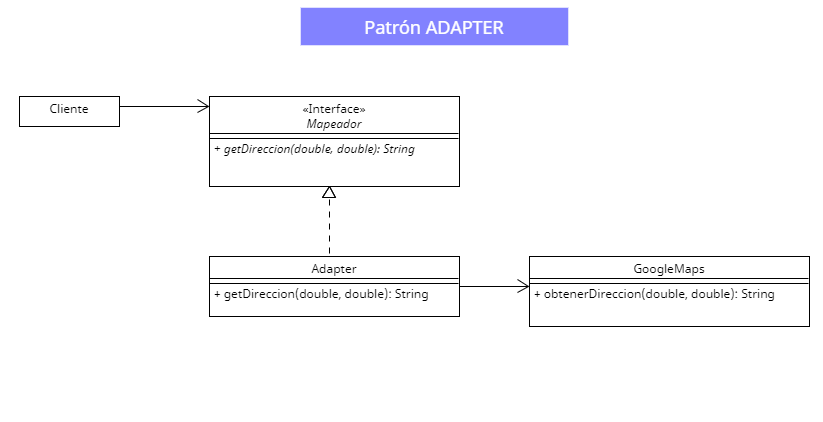 Patrón ADAPTER
Cliente
«Interface»
Mapeador
+ getDireccion(double, double): String
Adapter
+ getDireccion(double, double): String
GoogleMaps
+ obtenerDireccion(double, double): String